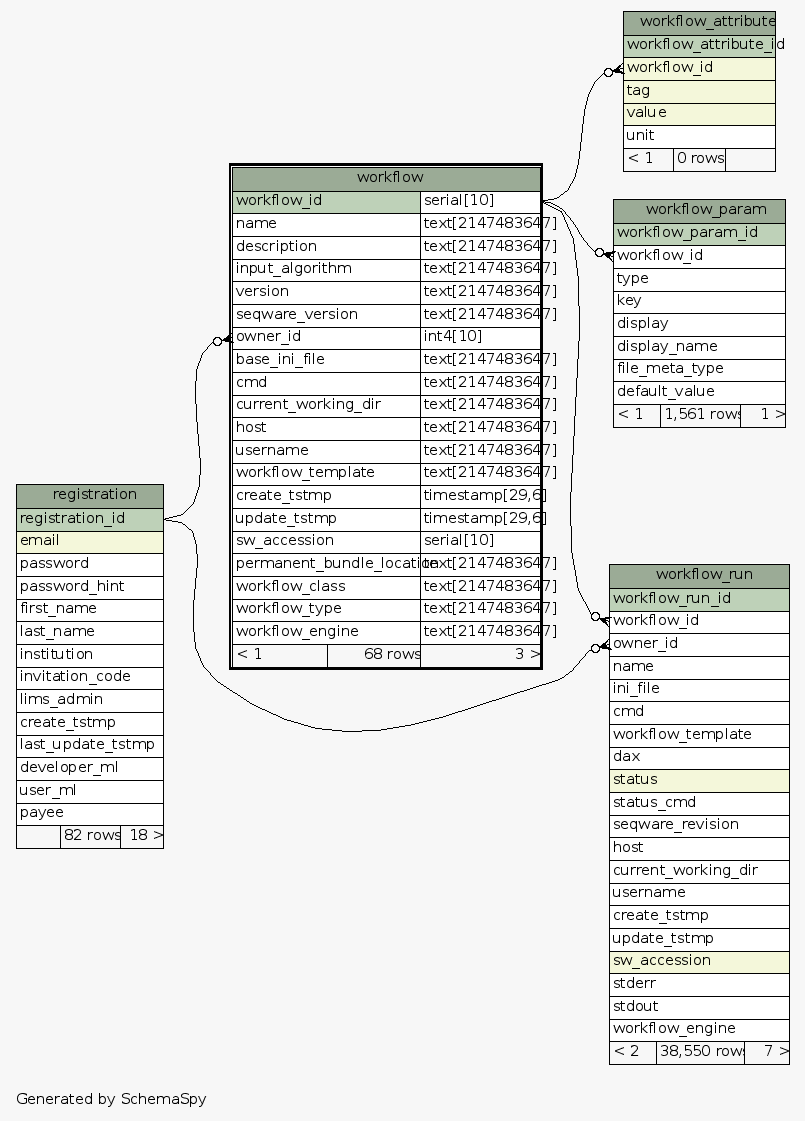 workflow_attribute
workflow_attribute_id
workflow_id
tag
value
unit
< 1 0 rows
workflow
workflow_id serial[10]
name text[2147483647]
description text[2147483647]
input_algorithm text[2147483647]
version text[2147483647]
seqware_version text[2147483647]
owner_id int4[10]
base_ini_file text[2147483647]
cmd text[2147483647]
current_working_dir text[2147483647]
host text[2147483647]
username text[2147483647]
workflow_template text[2147483647]
create_tstmp timestamp[29,6]
update_tstmp timestamp[29,6]
sw_accession serial[10]
permanent_bundle_location text[2147483647]
workflow_class text[2147483647]
workflow_type text[2147483647]
workflow_engine text[2147483647]
< 1 68 rows 3 >
workflow_param
workflow_param_id
workflow_id
type
key
display
display_name
file_meta_type
default_value
< 1 1,561 rows 1 >
registration
registration_id
email
password
password_hint
first_name
last_name
institution
invitation_code
lims_admin
create_tstmp
last_update_tstmp
developer_ml
user_ml
payee
82 rows 18 >
workflow_run
workflow_run_id
workflow_id
owner_id
name
ini_file
cmd
workflow_template
dax
status
status_cmd
seqware_revision
host
current_working_dir
username
create_tstmp
update_tstmp
sw_accession
stderr
stdout
workflow_engine
< 2 38,550 rows 7 >
Generated by SchemaSpy